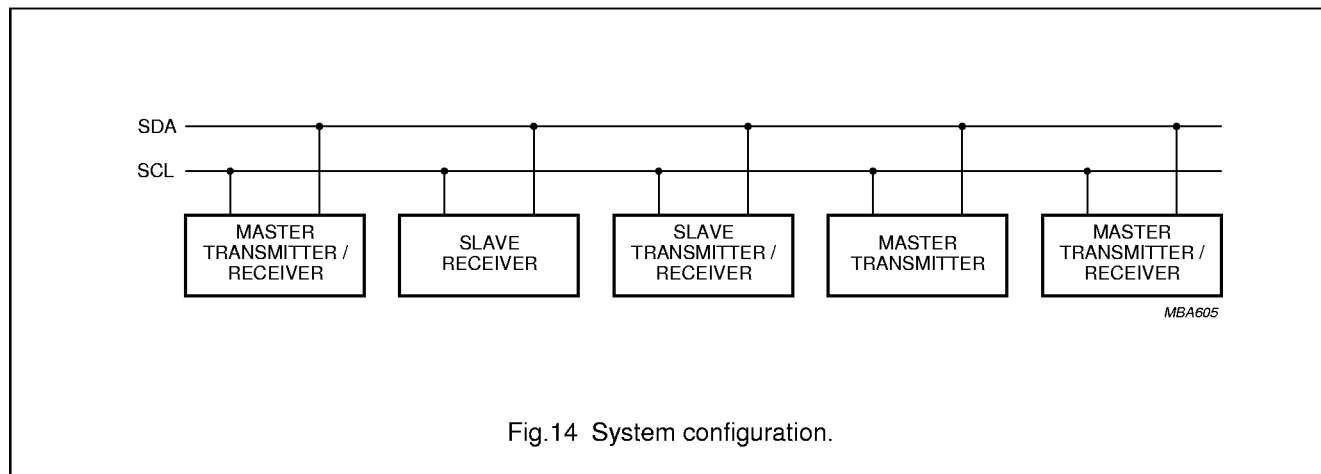 SDA
SCL
MASTER
TRANSMITTER /
RECEIVER
SLAVE
RECEIVER
SLAVE
TRANSMITTER /
RECEIVER
MASTER
TRANSMITTER
MASTER
TRANSMITTER /
RECEIVER
MBA605
Fig.14 System configuration.